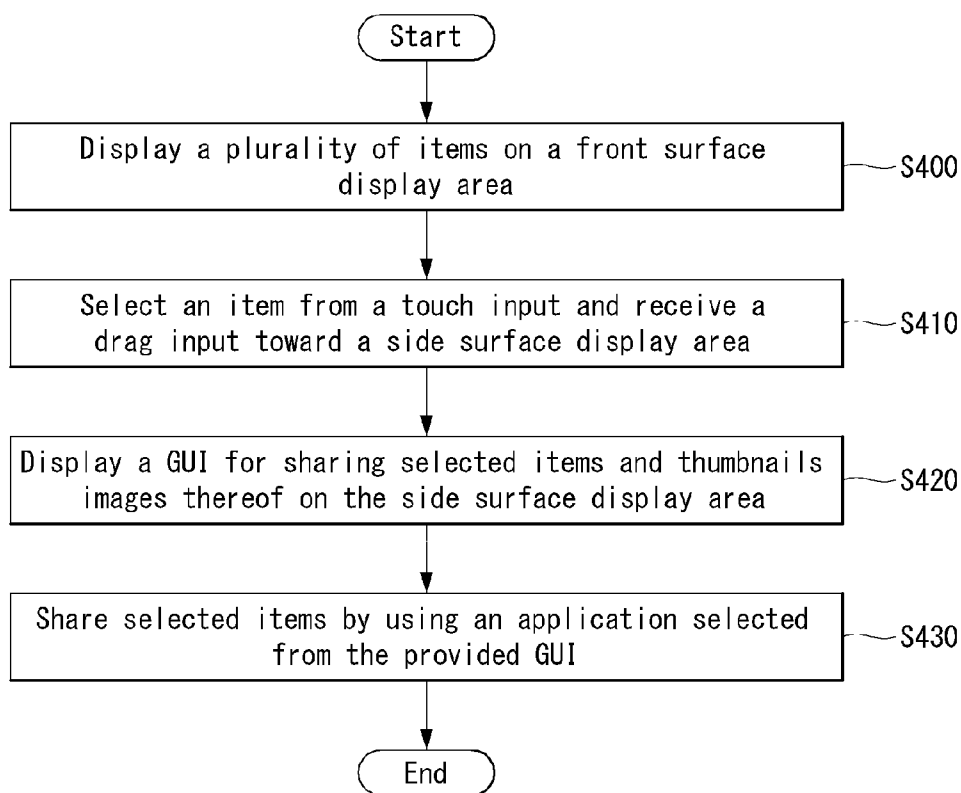 Start
Display a plurality of items on a front surface
display area
S400
Select an item from a touch input and receive a
drag input toward a side surface display area
S410
Display a GUI for sharing selected items and thumbnails
images thereof on the side surface display area
S420
Share selected items by using an application selected
from the provided GUI
S430
End